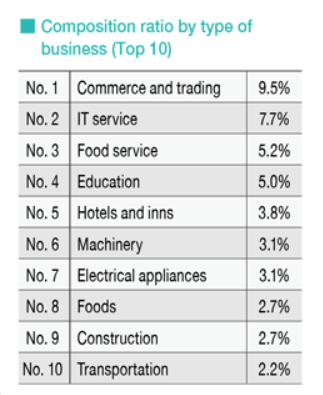 Composition ratio by type of
business (Top 10)
No. 1 Commerce and trading 9.5%
No. 2 IT service 7.7%
No. 3 Food service 5.2%
No. 4 Education 5.0%
No. 5 Hotels and inns 3.8%
No. 6 Machinery 3.1%
No. 7 Electrical appliances 3.1%
No. 8 Foods 2.7%
No. 9 Construction 2.7%
No. 10 Transportation 2.2%